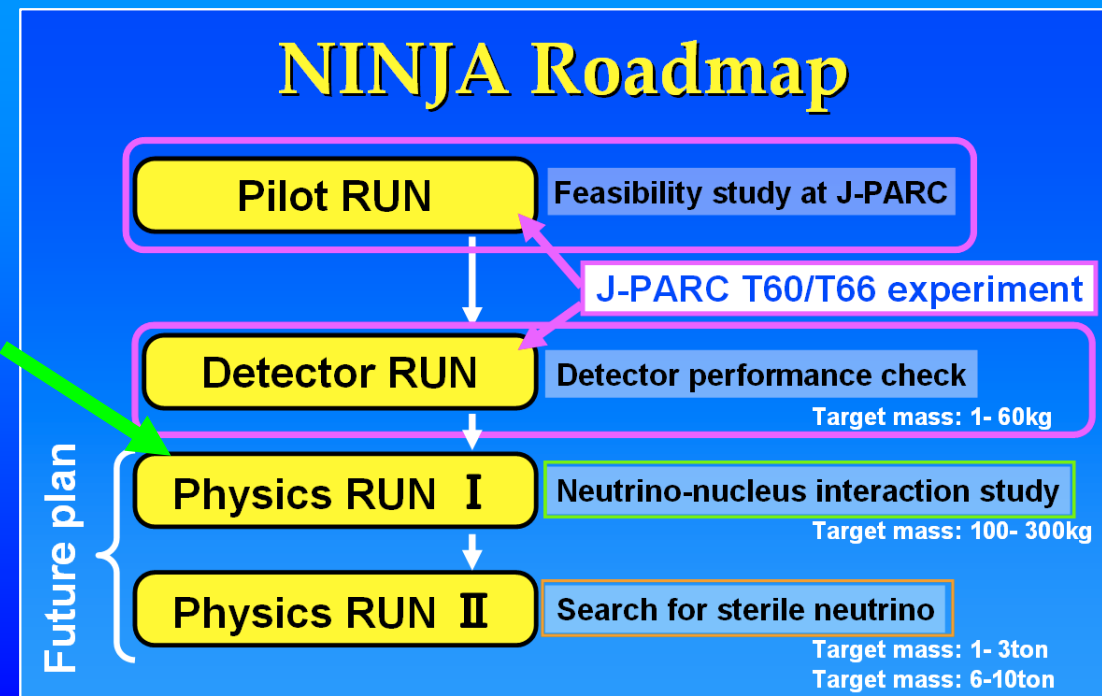 NINJA Roadmap
Pilot RUN
Feasibility study at J-PARC
J-PARC T60/T66 experiment
Detector RUN
Detector performance check
Target mass: 1- 60kg
Future plan
Physics RUN Ⅰ
Neutrino-nucleus interaction study
Target mass: 100- 300kg
Physics RUN Ⅱ
Search for sterile neutrino
Target mass: 1- 3ton
Target mass: 6-10ton